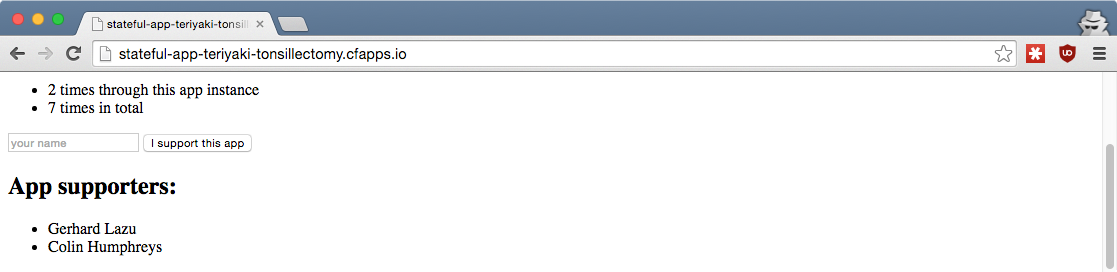 stateful-app-teriyaki-tonsil
stateful-app-teriyaki-tonsillectomy.cfapps.io
2 times through this app instance
7 times in total
your name I support this app
App supporters:
Gerhard Lazu
Colin Humphreys